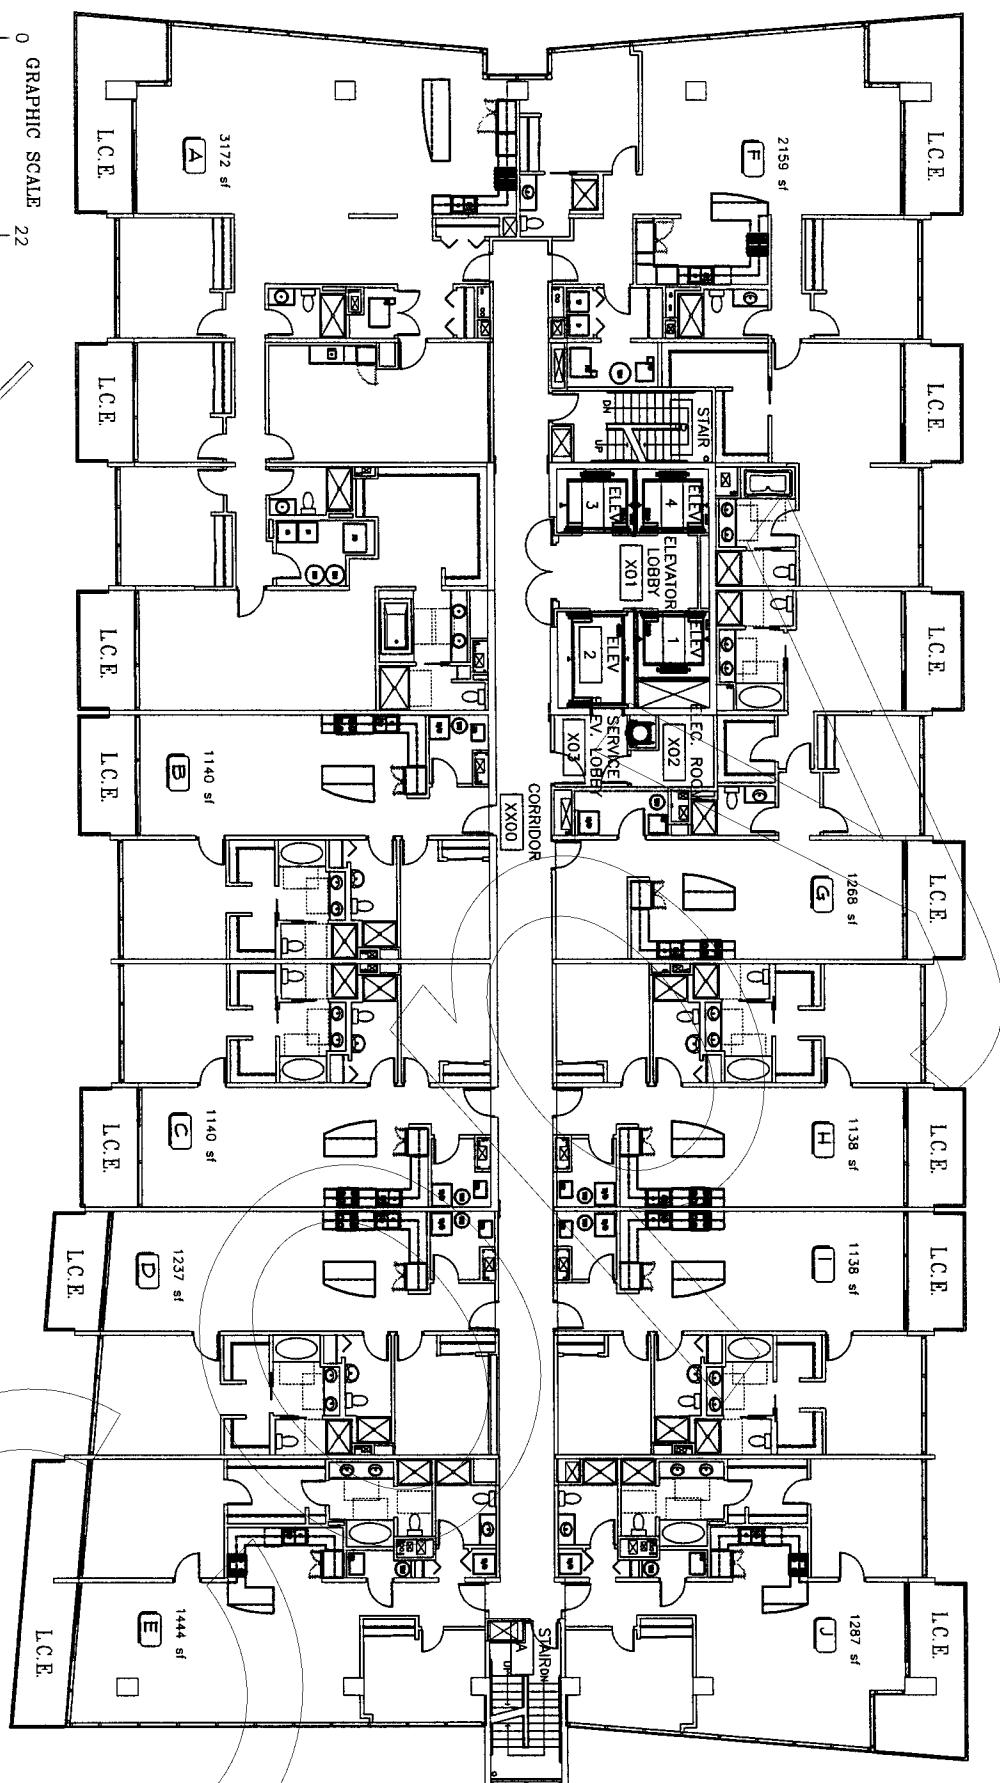 0 GRAPHIC SCALE 22
L.C.E.
3172 sf
A
2159 sf
F
L.C.E.
L.C.E.
L.C.E.
STAIR
B
DN
UP
ELEV
3
ELEV
4
ELEVATOR
LOBBY
X01
ELEV
2
ELEV
1
L.C.E.
L.C.E.
SERVICE
EV. LOBBY
X03
ELEC. ROOM
X02
L.C.E.
1140 sf
B
CORRIDOR
XX00
1268 sf
G
L.C.E.
L.C.E.
1140 sf
C
1138 sf
H
L.C.E.
L.C.E.
1237 sf
D
1138 sf
I
L.C.E.
L.C.E.
1444 sf
E
STAIR
A
UP
DN
1287 sf
J
L.C.E.